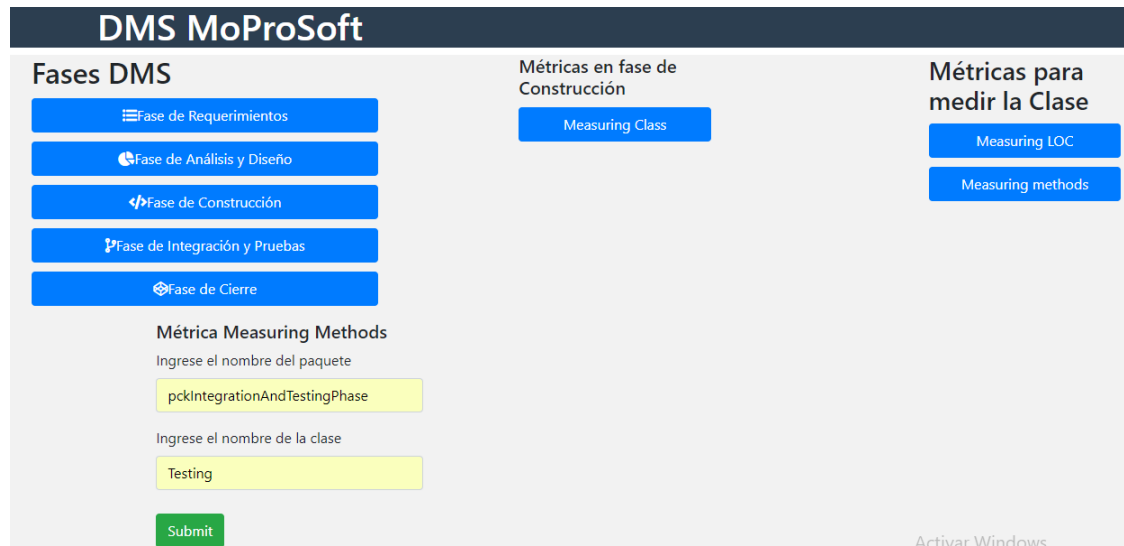 DMS MoProSoft
Fases DMS
Fase de Requerimientos
Fase de Análisis y Diseño
Fase de Construcción
Fase de Integración y Pruebas
Fase de Cierre
Métricas en fase de
Construcción
Measuring Class
Métricas para
medir la Clase
Measuring LOC
Measuring methods
Métrica Measuring Methods
Ingrese el nombre del paquete
pckIntegrationAndTestingPhase
Ingrese el nombre de la clase
Testing
Submit
Activar Windows